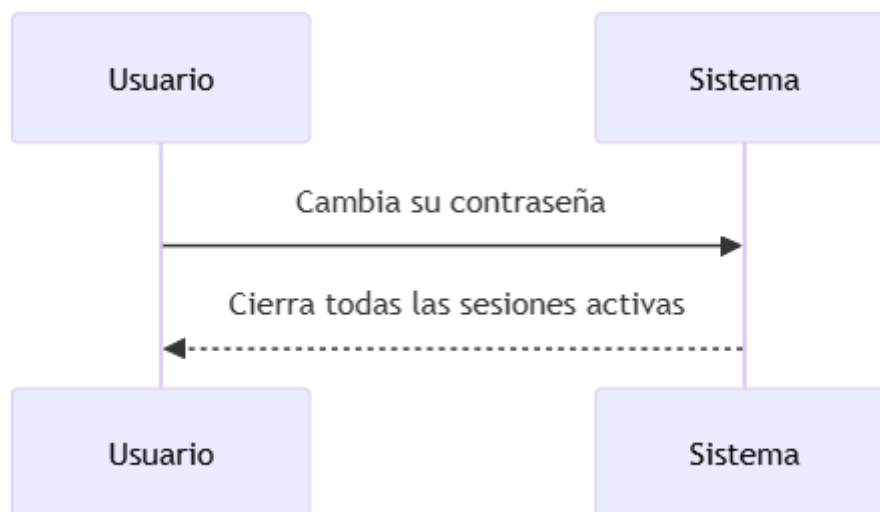 Usuario
Sistema
Cambia su contraseña
Cierra todas las sesiones activas
Usuario
Sistema